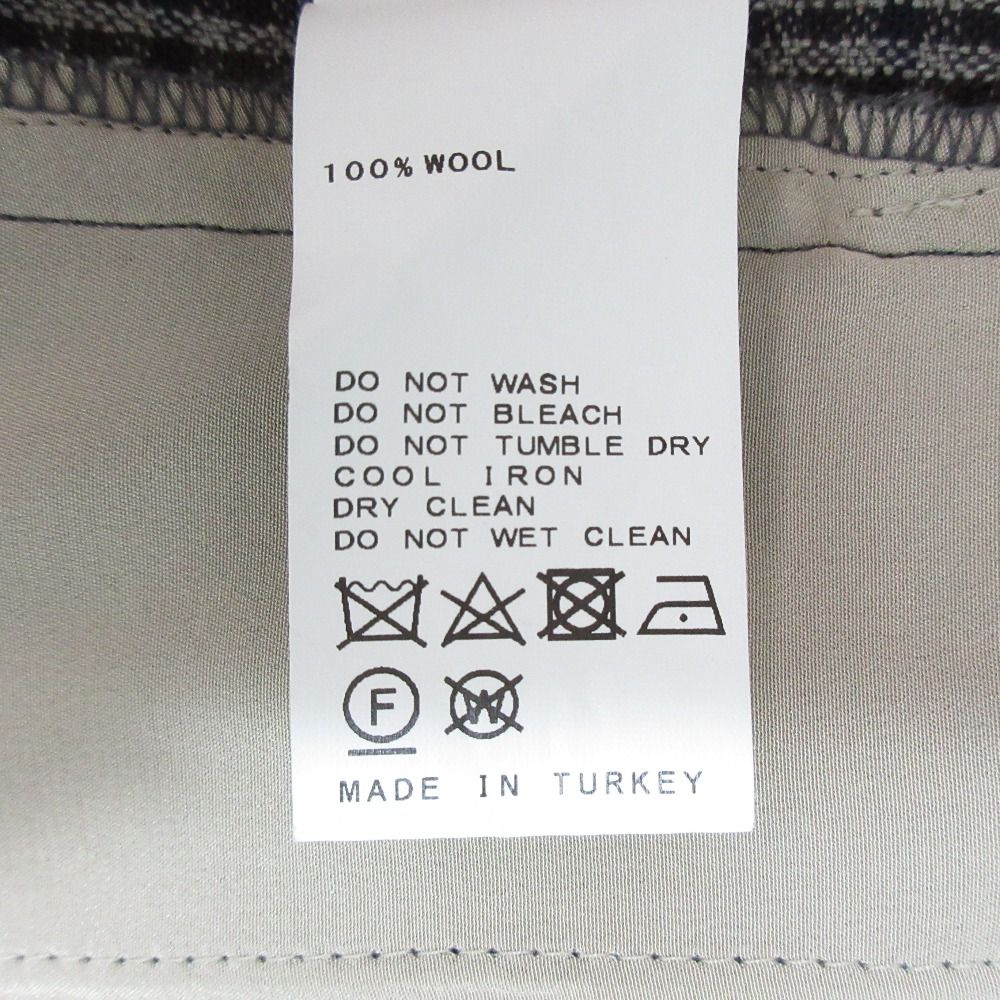 100% WOOL
DO NOT WASH
DO NOT BLEACH
DO NOT TUMBLE DRY
COOL IRON
DRY CLEAN
DO NOT WET CLEAN
F W
MADE IN TURKEY